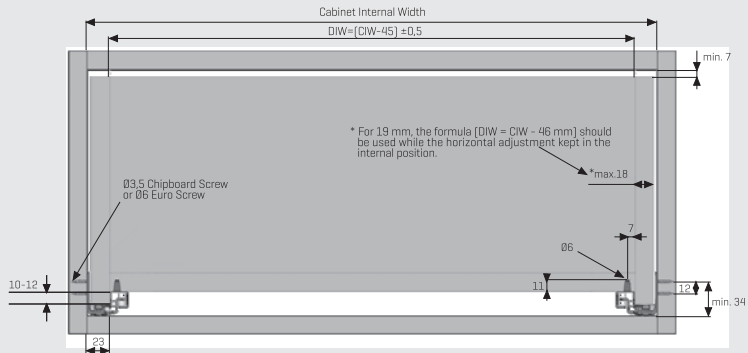 Cabinet Internal Width
DIW=(CIW-45) ±0,5
min. 7
* For 19 mm, the formula (DIW = CIW - 46 mm) should
be used while the horizontal adjustment kept in the
internal position.
*max.18
Ø3,5 Chipboard Screw
or Ø6 Euro Screw
7
Ø6
10-12
11
12
min. 34
23